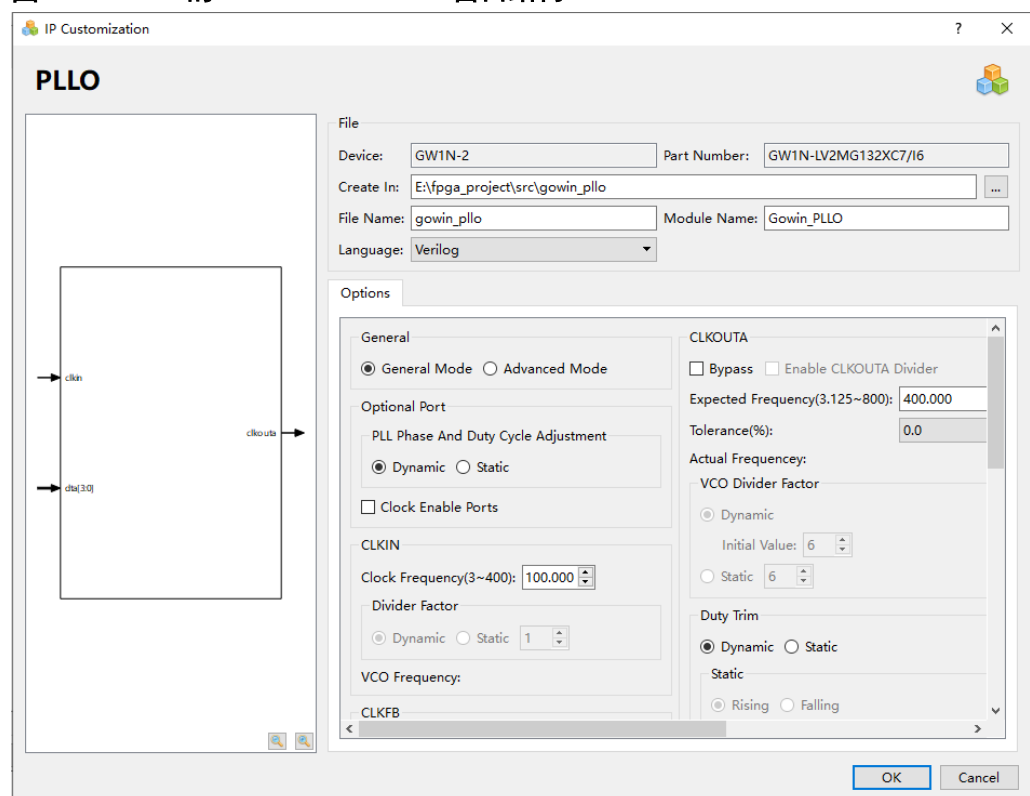 IP Customization
PLLO
clkin
clkouta
dta[3:0]
File
Device: GW1N-2 Part Number: GW1N-LV2MG132XC7/I6
Create In: E:\fpga_project\src\gowin_pllo ...
File Name: gowin_pllo Module Name: Gowin_PLLO
Language: Verilog
Options
General
General Mode Advanced Mode
Optional Port
PLL Phase And Duty Cycle Adjustment
Dynamic Static
Clock Enable Ports
CLKIN
Clock Frequency(3~400): 100.000
Divider Factor
Dynamic Static 1
VCO Frequency:
CLKFB
CLKOUTA
Bypass Enable CLKOUTA Divider
Expected Frequency(3.125~800): 400.000
Tolerance(%): 0.0
Actual Frequencey:
VCO Divider Factor
Dynamic
Initial Value: 6
Static 6
Duty Trim
Dynamic Static
Static
Rising Falling
OK Cancel